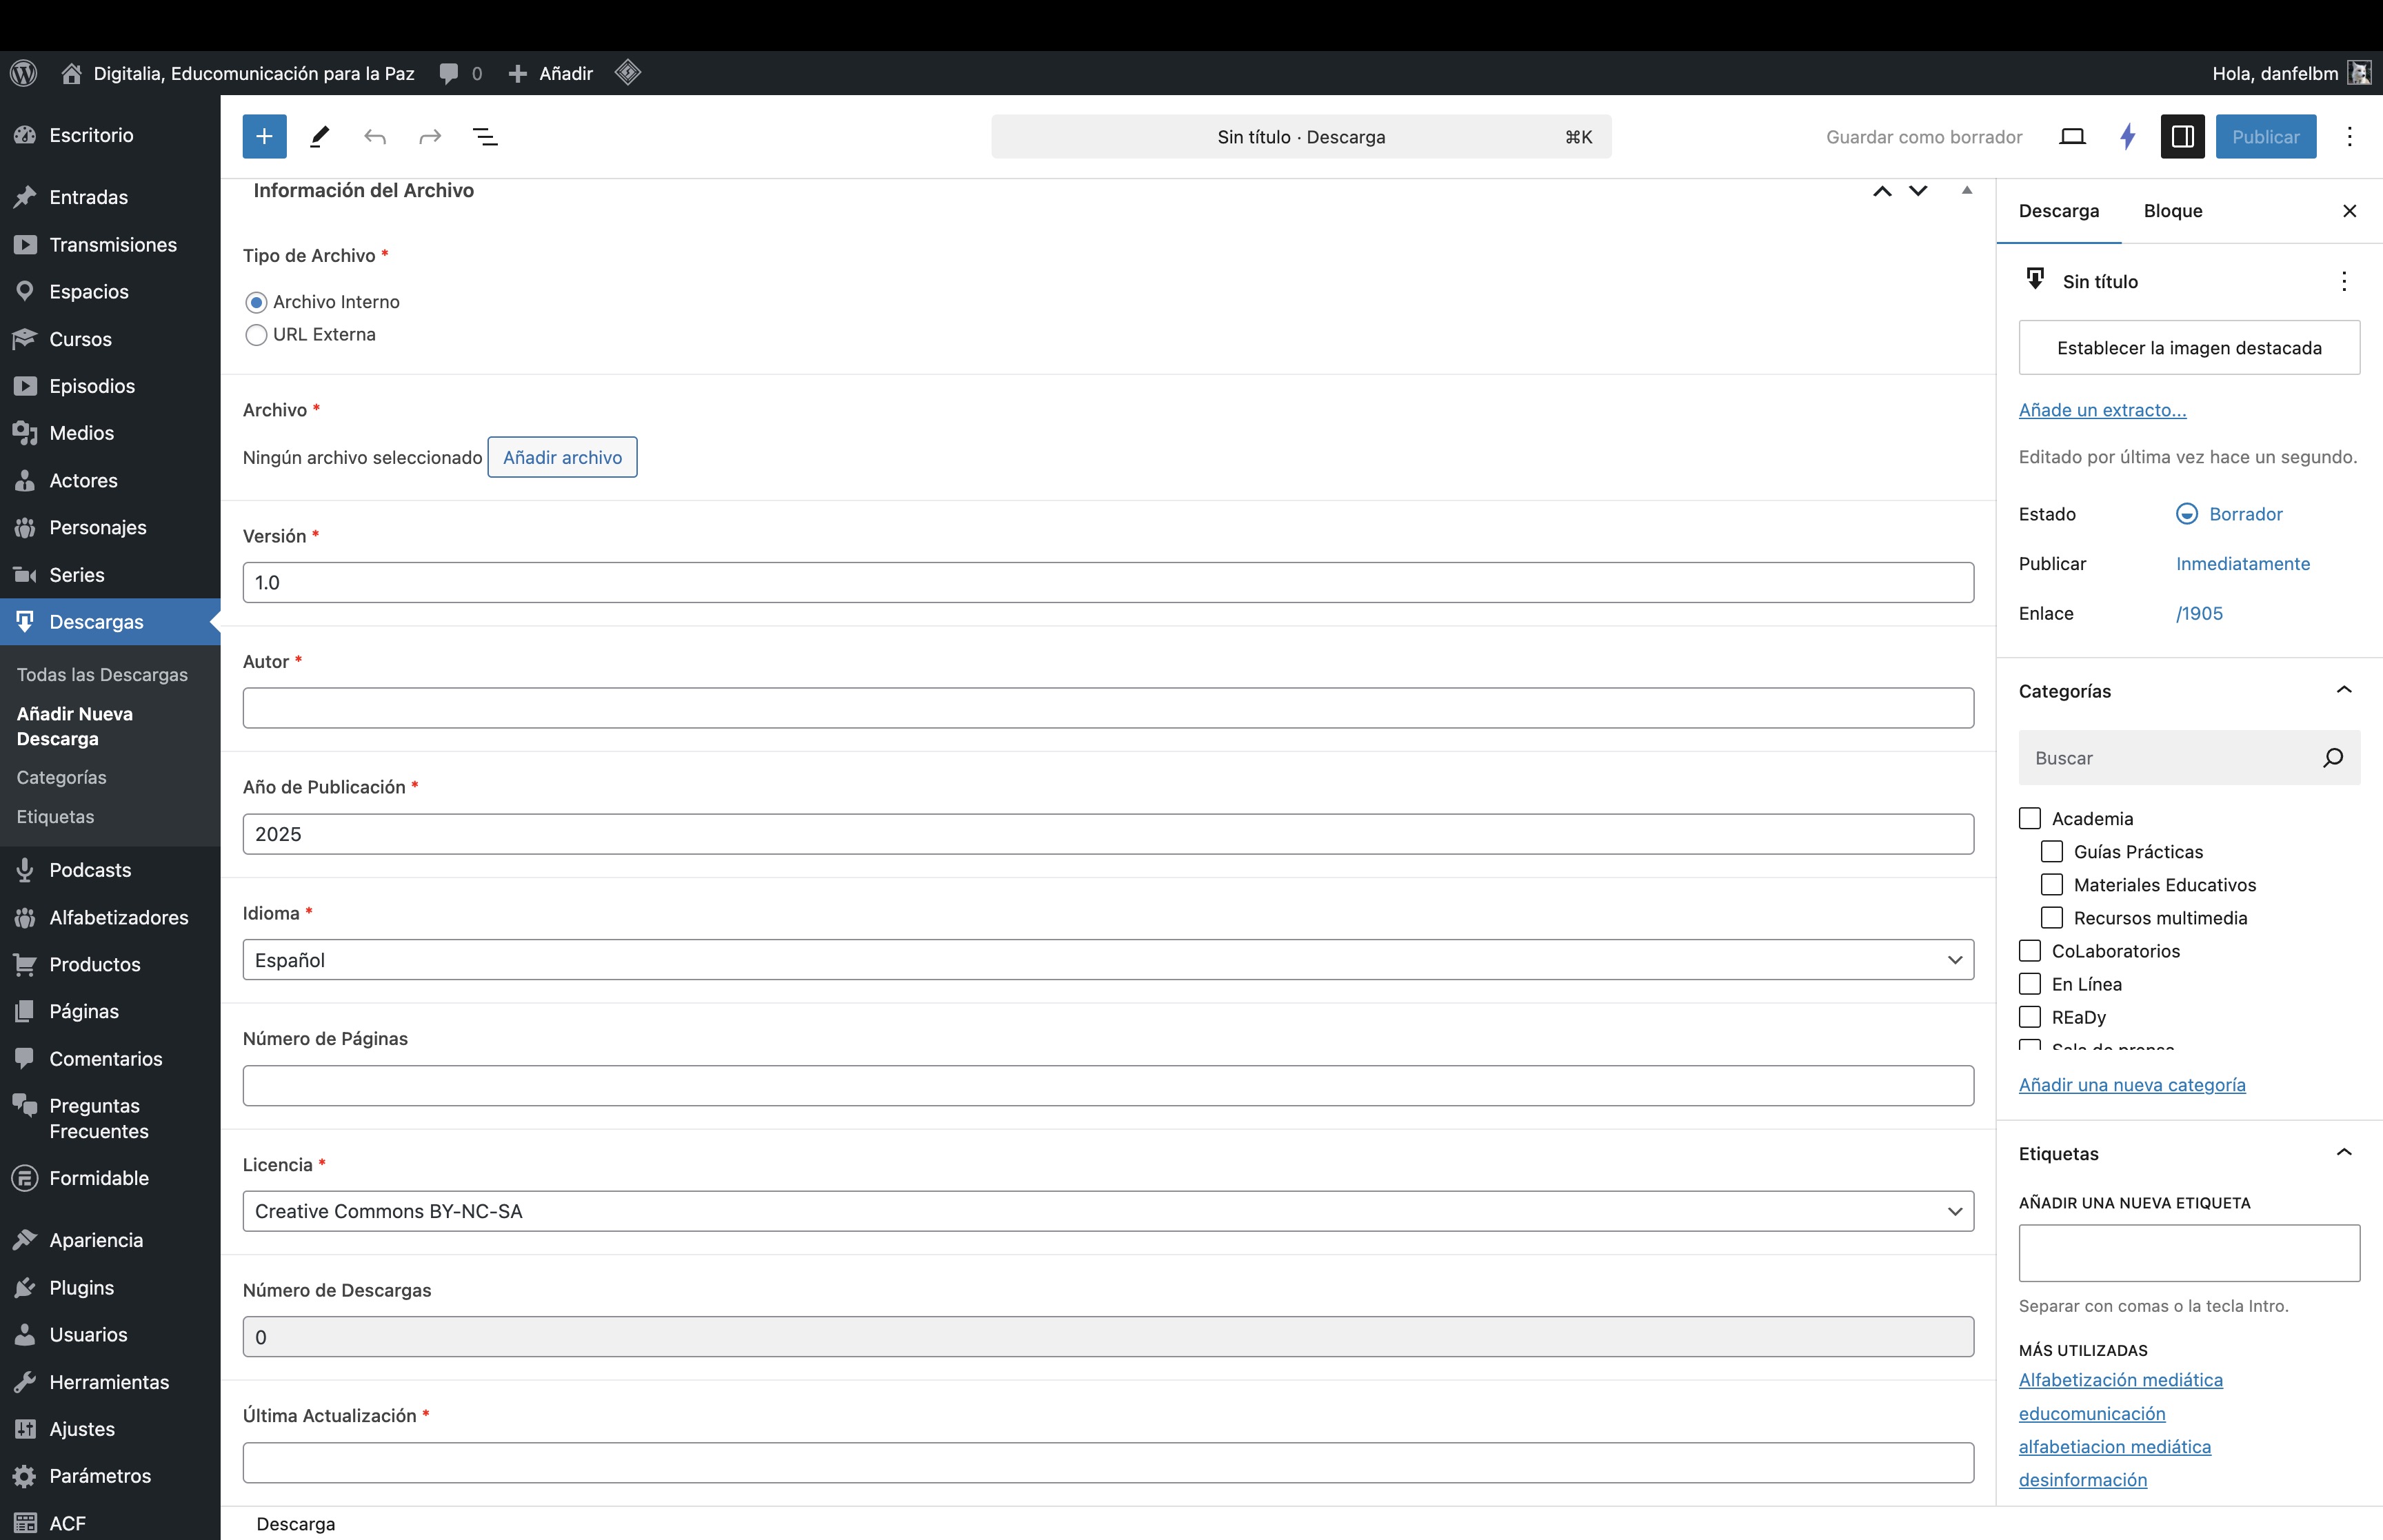 Digitalia, Educomunicación para la Paz
0
Añadir
Hola, danfelbm
Escritorio
Entradas
Transmisiones
Espacios
Cursos
Episodios
Medios
Actores
Personajes
Series
Descargas
Todas las Descargas
Añadir Nueva
Descarga
Categorías
Etiquetas
Podcasts
Alfabetizadores
Productos
Páginas
Comentarios
Preguntas
Frecuentes
Formidable
Apariencia
Plugins
Usuarios
Herramientas
Ajustes
Parámetros
ACF
Sin título · Descarga
⌘K
Guardar como borrador
Publicar
Información del Archivo
Tipo de Archivo *
Archivo Interno
URL Externa
Archivo *
Ningún archivo seleccionado
Añadir archivo
Versión *
1.0
Autor *
Año de Publicación *
2025
Idioma *
Español
Número de Páginas
Licencia *
Creative Commons BY-NC-SA
Número de Descargas
0
Última Actualización *
Descarga
Descarga
Bloque
Sin título
Establecer la imagen destacada
Añade un extracto...
Editado por última vez hace un segundo.
Estado
Borrador
Publicar
Inmediatamente
Enlace
/1905
Categorías
Buscar
Academia
Guías Prácticas
Materiales Educativos
Recursos multimedia
CoLaboratorios
En Línea
REaDy
Sala de prensa
Añadir una nueva categoría
Etiquetas
AÑADIR UNA NUEVA ETIQUETA
Separar con comas o la tecla Intro.
MÁS UTILIZADAS
Alfabetización mediática
educomunicación
alfabetiacion mediática
desinformación